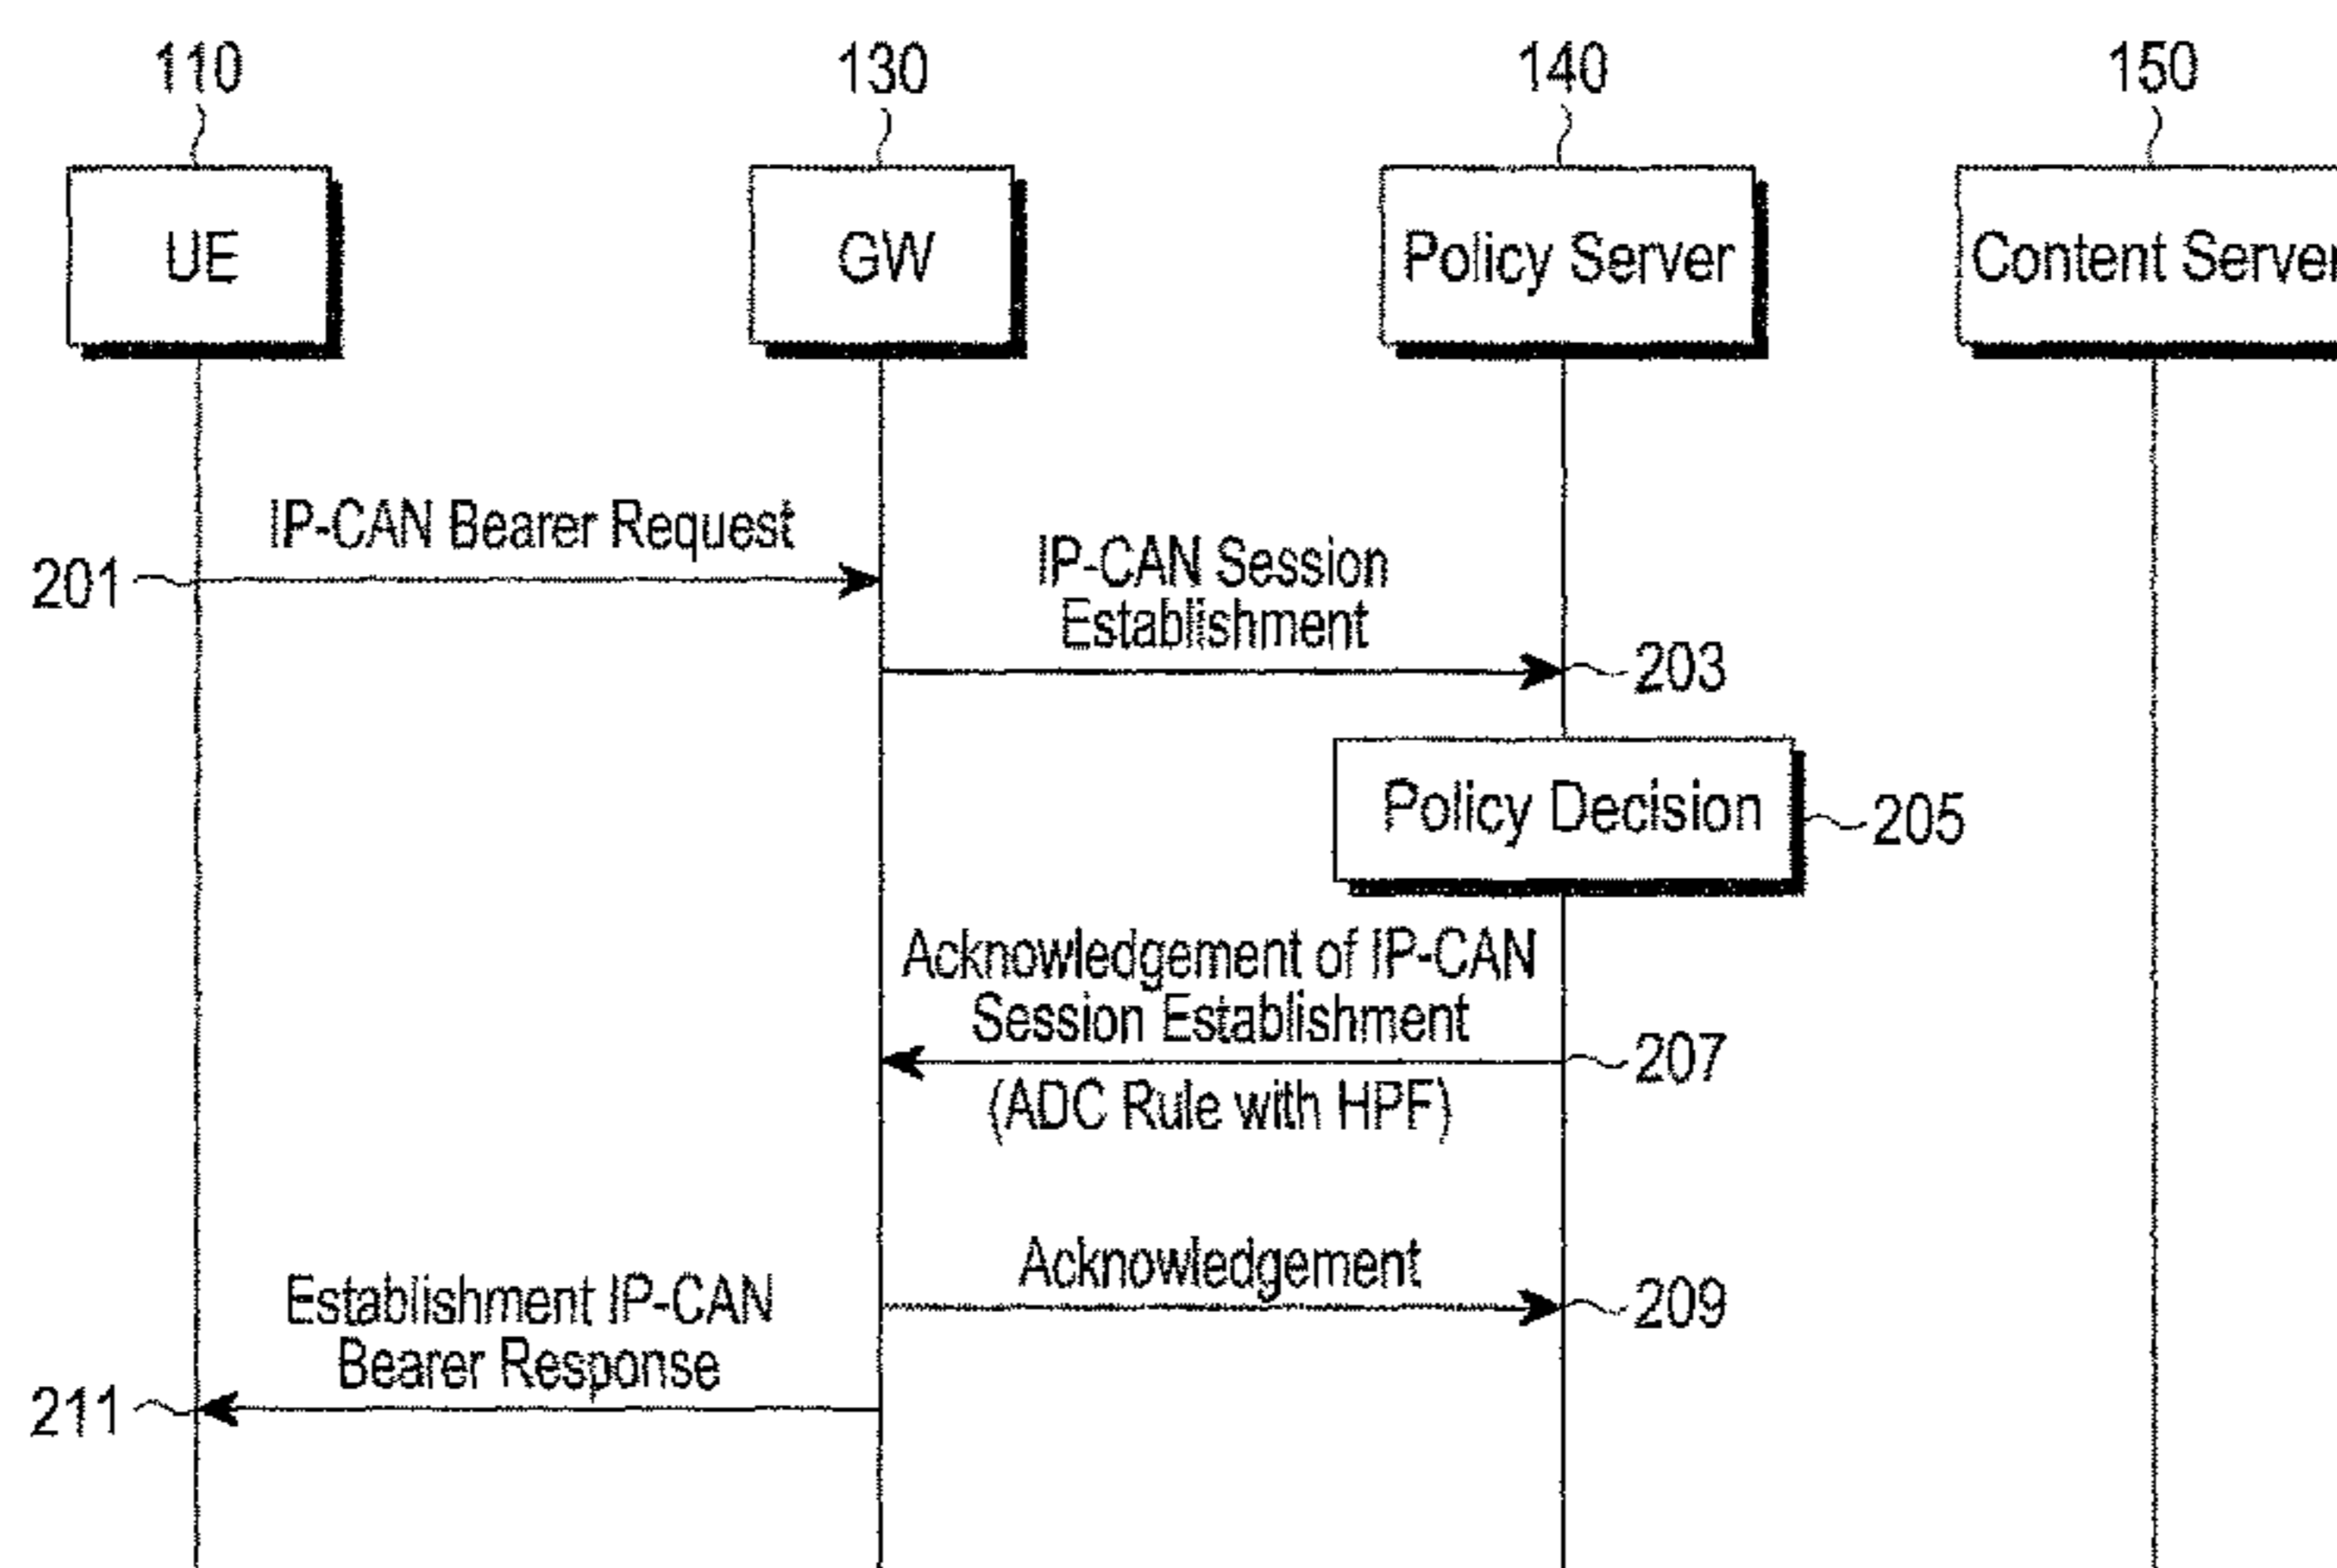 110
130
140
150
UE
GW
Policy Server
Content Server
IP-CAN Bearer Request
201
IP-CAN Session
Establishment
203
Policy Decision
205
Acknowledgement of IP-CAN
Session Establishment
207
(ADC Rule with HPF)
Acknowledgement
209
Establishment IP-CAN
Bearer Response
211